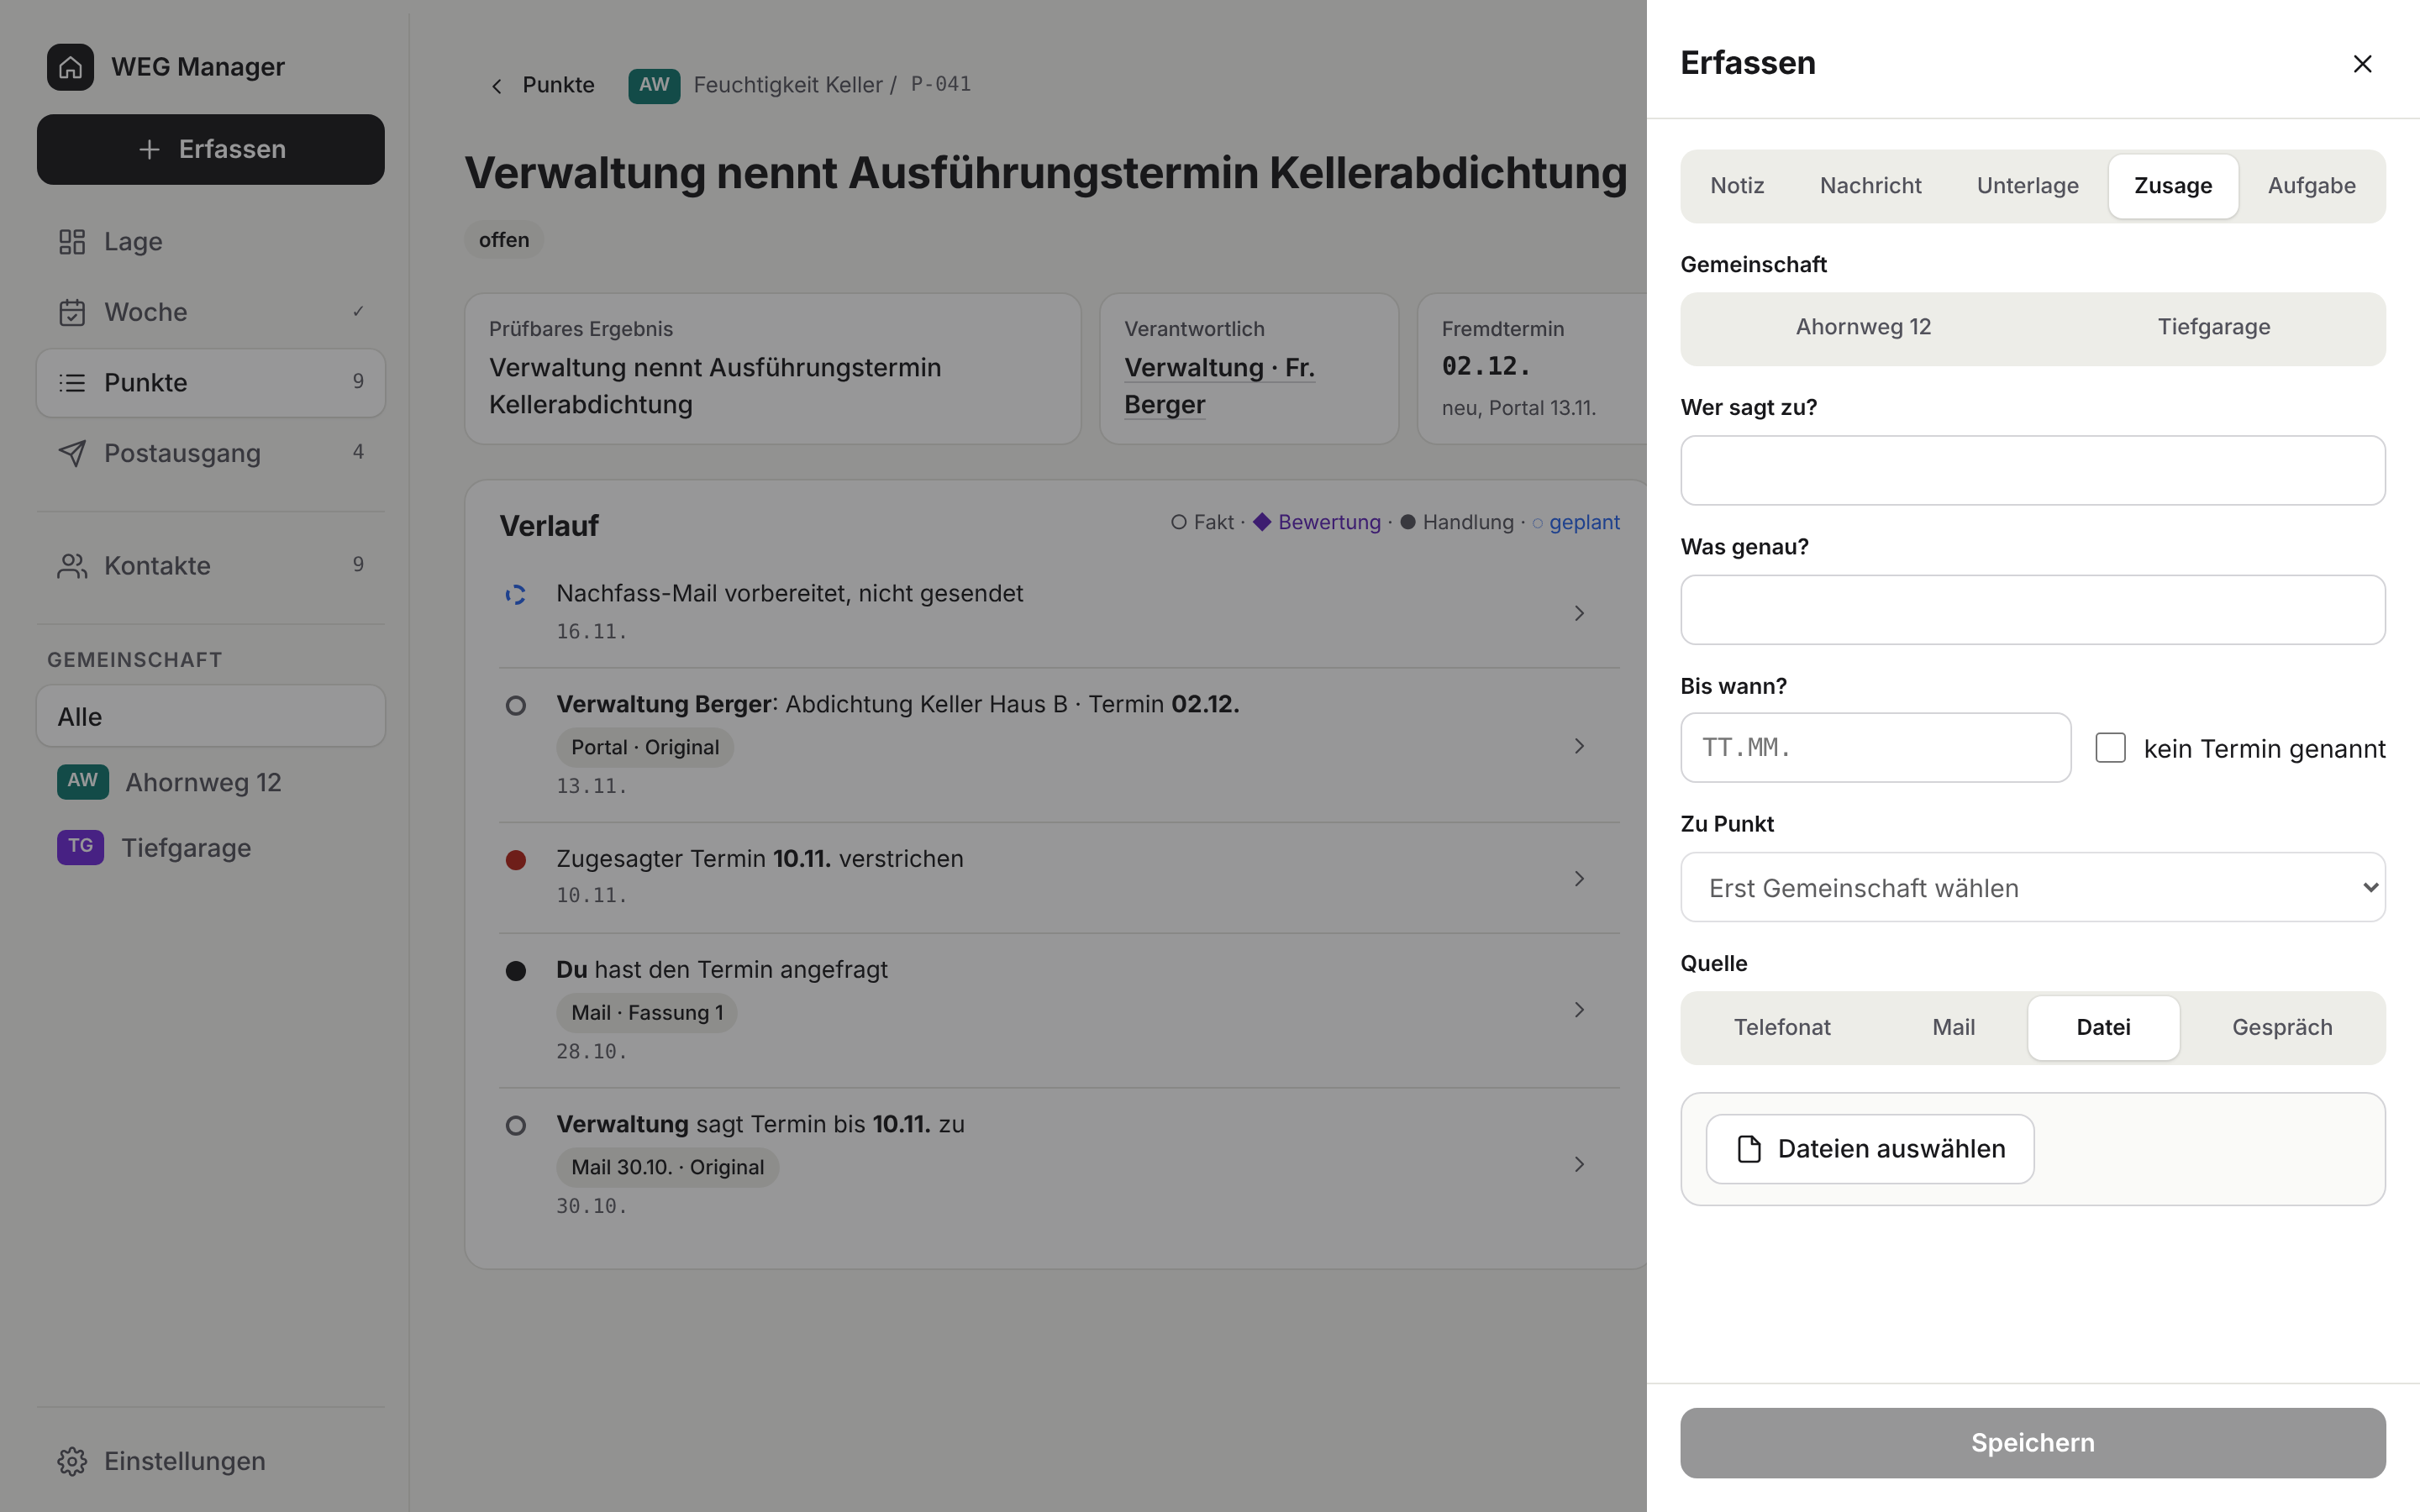 WEG Manager
Erfassen
Lage
Woche ✓
Punkte 9
Postausgang 4
Kontakte 9
GEMEINSCHAFT
Alle
AW Ahornweg 12
TG Tiefgarage
Einstellungen
Punkte AW Feuchtigkeit Keller / P-041
Verwaltung nennt Ausführungstermin Kellerabdichtung
offen
Prüfbares Ergebnis
Verwaltung nennt Ausführungstermin
Kellerabdichtung
Verantwortlich
Verwaltung · Fr.
Berger
Fremdtermin
02.12.
neu, Portal 13.11.
Verlauf
Fakt · Bewertung · Handlung · geplant
Nachfass-Mail vorbereitet, nicht gesendet
16.11.
Verwaltung Berger: Abdichtung Keller Haus B · Termin 02.12.
Portal · Original
13.11.
Zugesagter Termin 10.11. verstrichen
10.11.
Du hast den Termin angefragt
Mail · Fassung 1
28.10.
Verwaltung sagt Termin bis 10.11. zu
Mail 30.10. · Original
30.10.
Erfassen
Notiz Nachricht Unterlage Zusage Aufgabe
Gemeinschaft
Ahornweg 12 Tiefgarage
Wer sagt zu?
Was genau?
Bis wann?
TT.MM. kein Termin genannt
Zu Punkt
Erst Gemeinschaft wählen
Quelle
Telefonat Mail Datei Gespräch
Dateien auswählen
Speichern